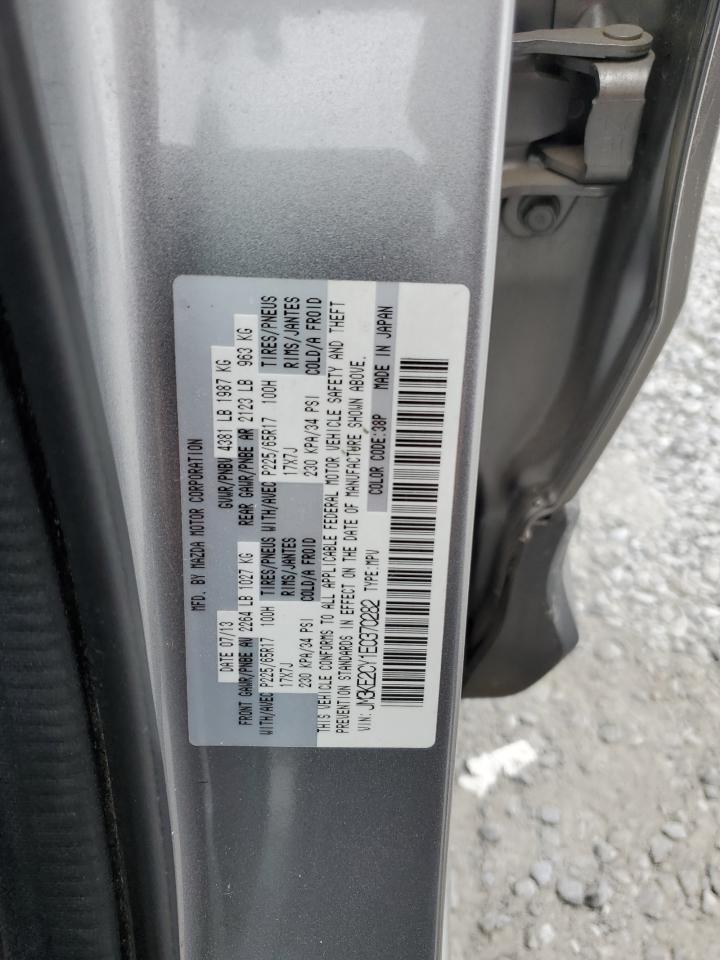 MFD. BY MAZDA MOTOR CORPORATION
DATE 07/13 GVWR/PNBV 4381 LB 1987 KG
FRONT GAWR/PNBE AV 2264 LB 1027 KG REAR GAWR/PNBE AR 2123 LB 963 KG
WITH/AVEC P225/65R17 100H TIRES/PNEUS WITH/AVEC P225/65R17 100H TIRES/PNEUS
17X7J RIMS/JANTES 17X7J RIMS/JANTES
230 KPA/34 PSI COLD/A FROID 230 KPA/34 PSI COLD/A FROID
THIS VEHICLE CONFORMS TO ALL APPLICABLE FEDERAL MOTOR VEHICLE SAFETY AND THEFT
PREVENTION STANDARDS IN EFFECT ON THE DATE OF MANUFACTURE SHOWN ABOVE.
VIN: JM3KE2CY1E0370282 TYPE:MPV COLOR CODE:38P MADE IN JAPAN